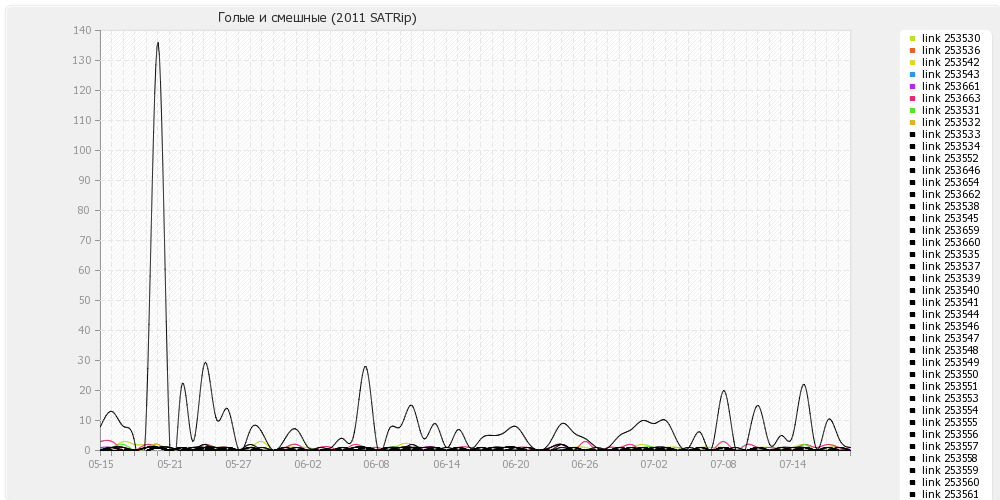 Голые и смешные (2011 SATRip)
140
130
120
110
100
90
80
70
60
50
40
30
20
10
0
05-15 05-21 05-27 06-02 06-08 06-14 06-20 06-26 07-02 07-08 07-14
link 253530
link 253536
link 253542
link 253543
link 253661
link 253663
link 253531
link 253532
link 253533
link 253534
link 253552
link 253646
link 253654
link 253662
link 253538
link 253545
link 253659
link 253660
link 253535
link 253537
link 253539
link 253540
link 253541
link 253544
link 253546
link 253547
link 253548
link 253549
link 253550
link 253551
link 253553
link 253554
link 253555
link 253556
link 253557
link 253558
link 253559
link 253560
link 253561